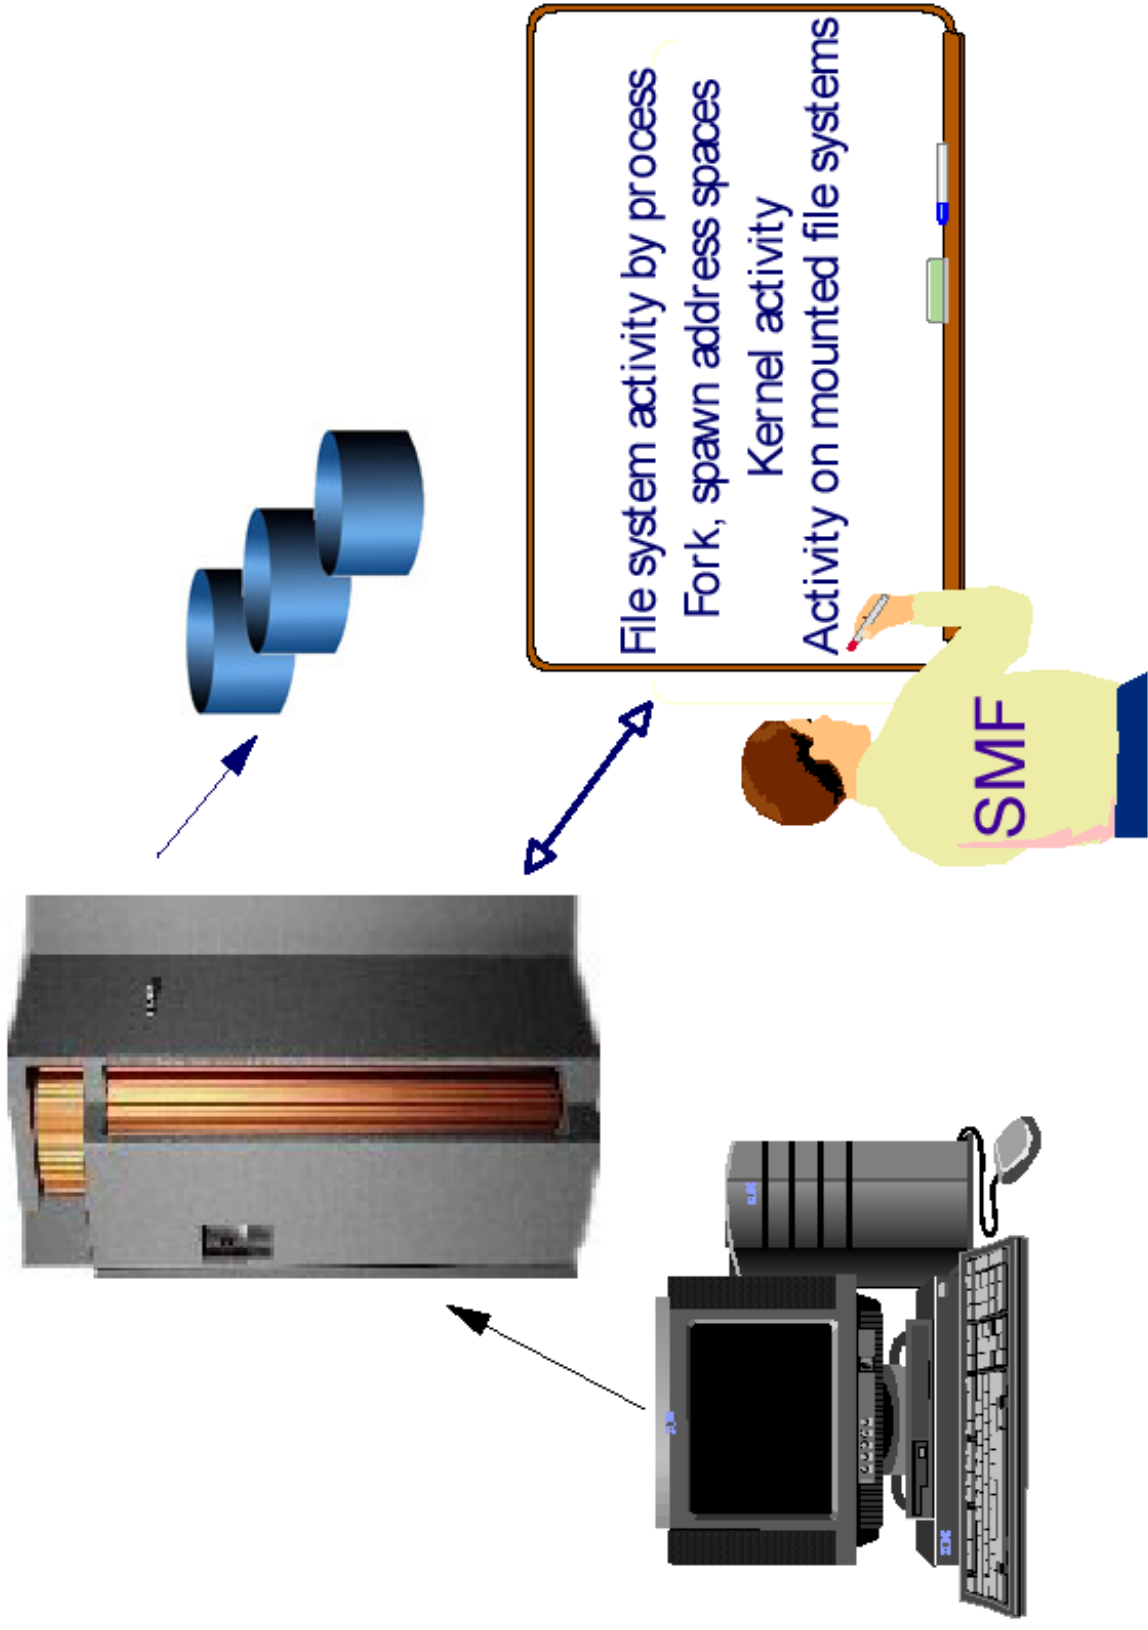 File system activity by process
Fork, spawn address spaces
Kernel activity
Activity on mounted file systems
SMF